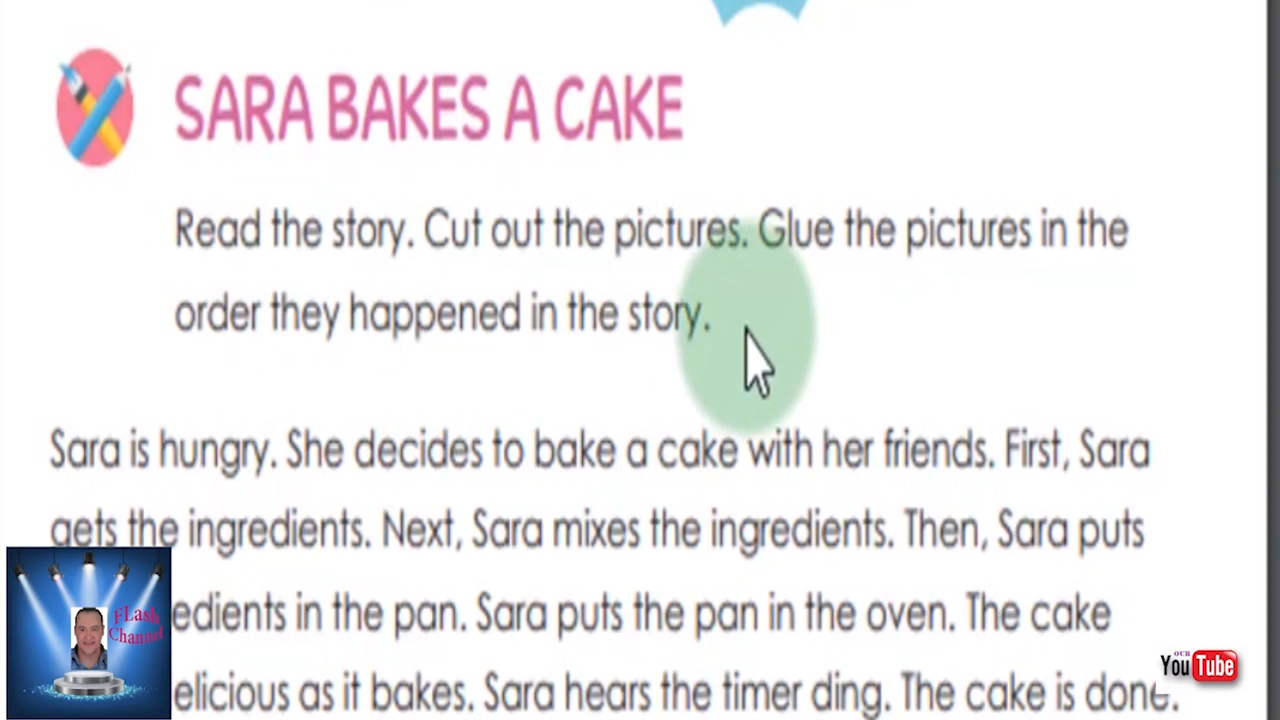 SARA BAKES A CAKE
Read the story. Cut out the pictures. Glue the pictures in the
order they happened in the story.
Sara is hungry. She decides to bake a cake with her friends. First, Sara
gets the ingredients. Next, Sara mixes the ingredients. Then, Sara puts
edients in the pan. Sara puts the pan in the oven. The cake
elicious as it bakes. Sara hears the timer ding. The cake is done.
FLash
Channel
OUR
YouTube